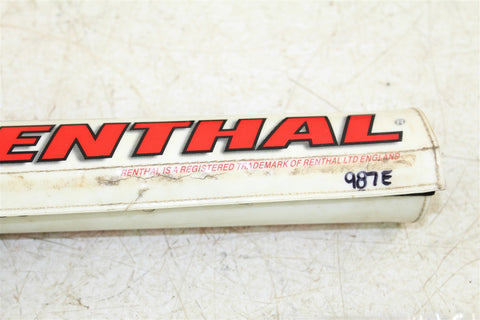 ENTHAL ®
RENTHAL IS A REGISTERED TRADEMARK OF RENTHAL LTD ENGLAND
987E